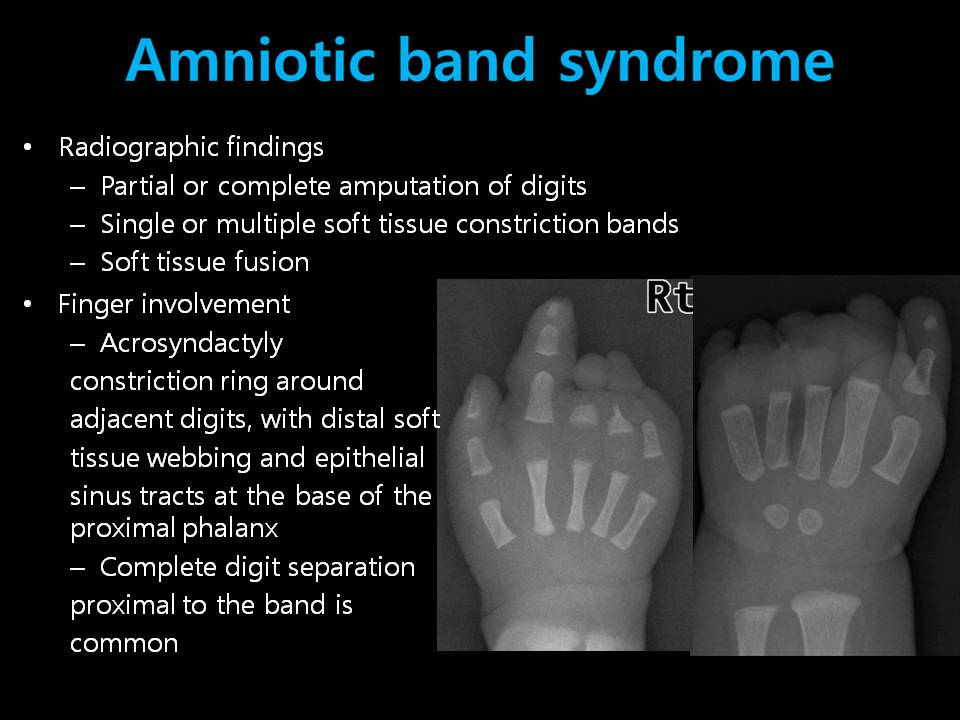 Amniotic band syndrome
• Radiographic findings
– Partial or complete amputation of digits
– Single or multiple soft tissue constriction bands
– Soft tissue fusion
• Finger involvement
– Acrosyndactyly
constriction ring around
adjacent digits, with distal soft
tissue webbing and epithelial
sinus tracts at the base of the
proximal phalanx
– Complete digit separation
proximal to the band is
common
Rt